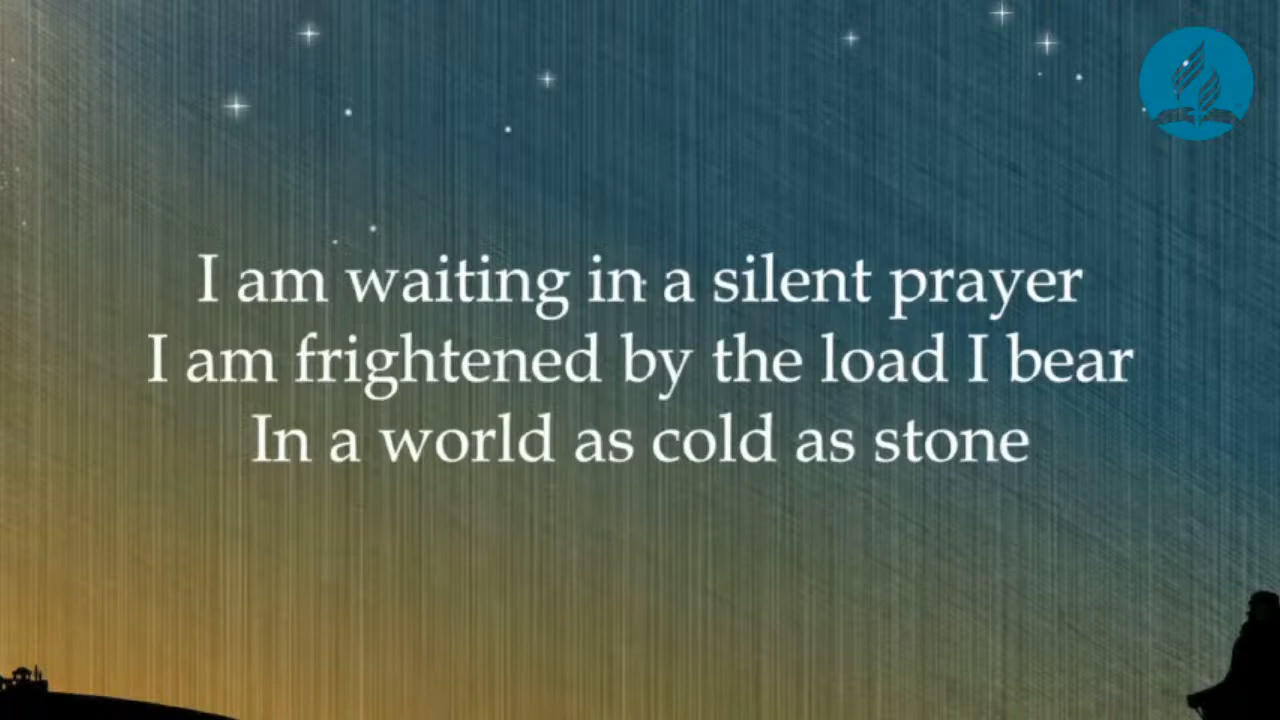 I am waiting in a silent prayer
I am frightened by the load I bear
In a world as cold as stone